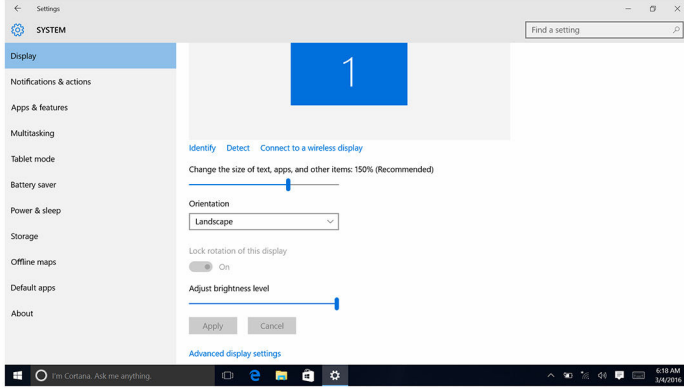 Settings
SYSTEM
Find a setting
Display
Notifications & actions
Apps & features
Multitasking
Tablet mode
Battery saver
Power & sleep
Storage
Offline maps
Default apps
About
1
Identify Detect Connect to a wireless display
Change the size of text, apps, and other items: 150% (Recommended)
Orientation
Landscape
Lock rotation of this display
On
Adjust brightness level
Apply Cancel
Advanced display settings
I'm Cortana. Ask me anything.
6:18 AM
3/4/2016